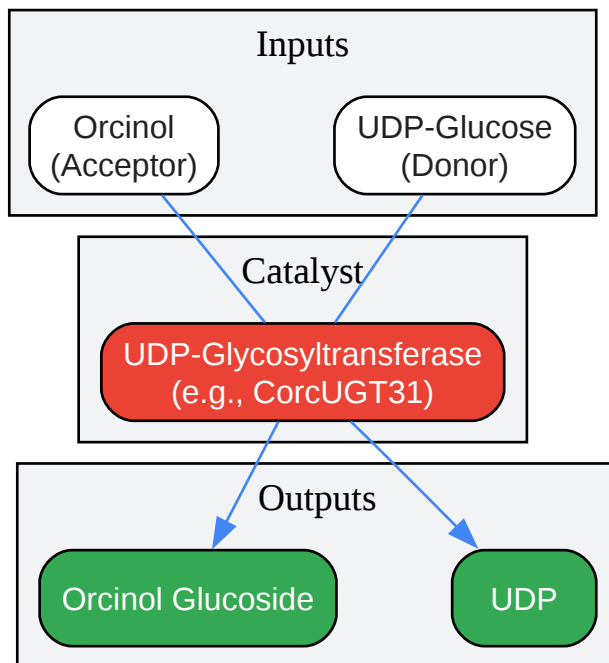 Inputs
Orcinol
(Acceptor)
UDP-Glucose
(Donor)
Catalyst
UDP-Glycosyltransferase
(e.g., CorcUGT31)
Outputs
Orcinol Glucoside
UDP